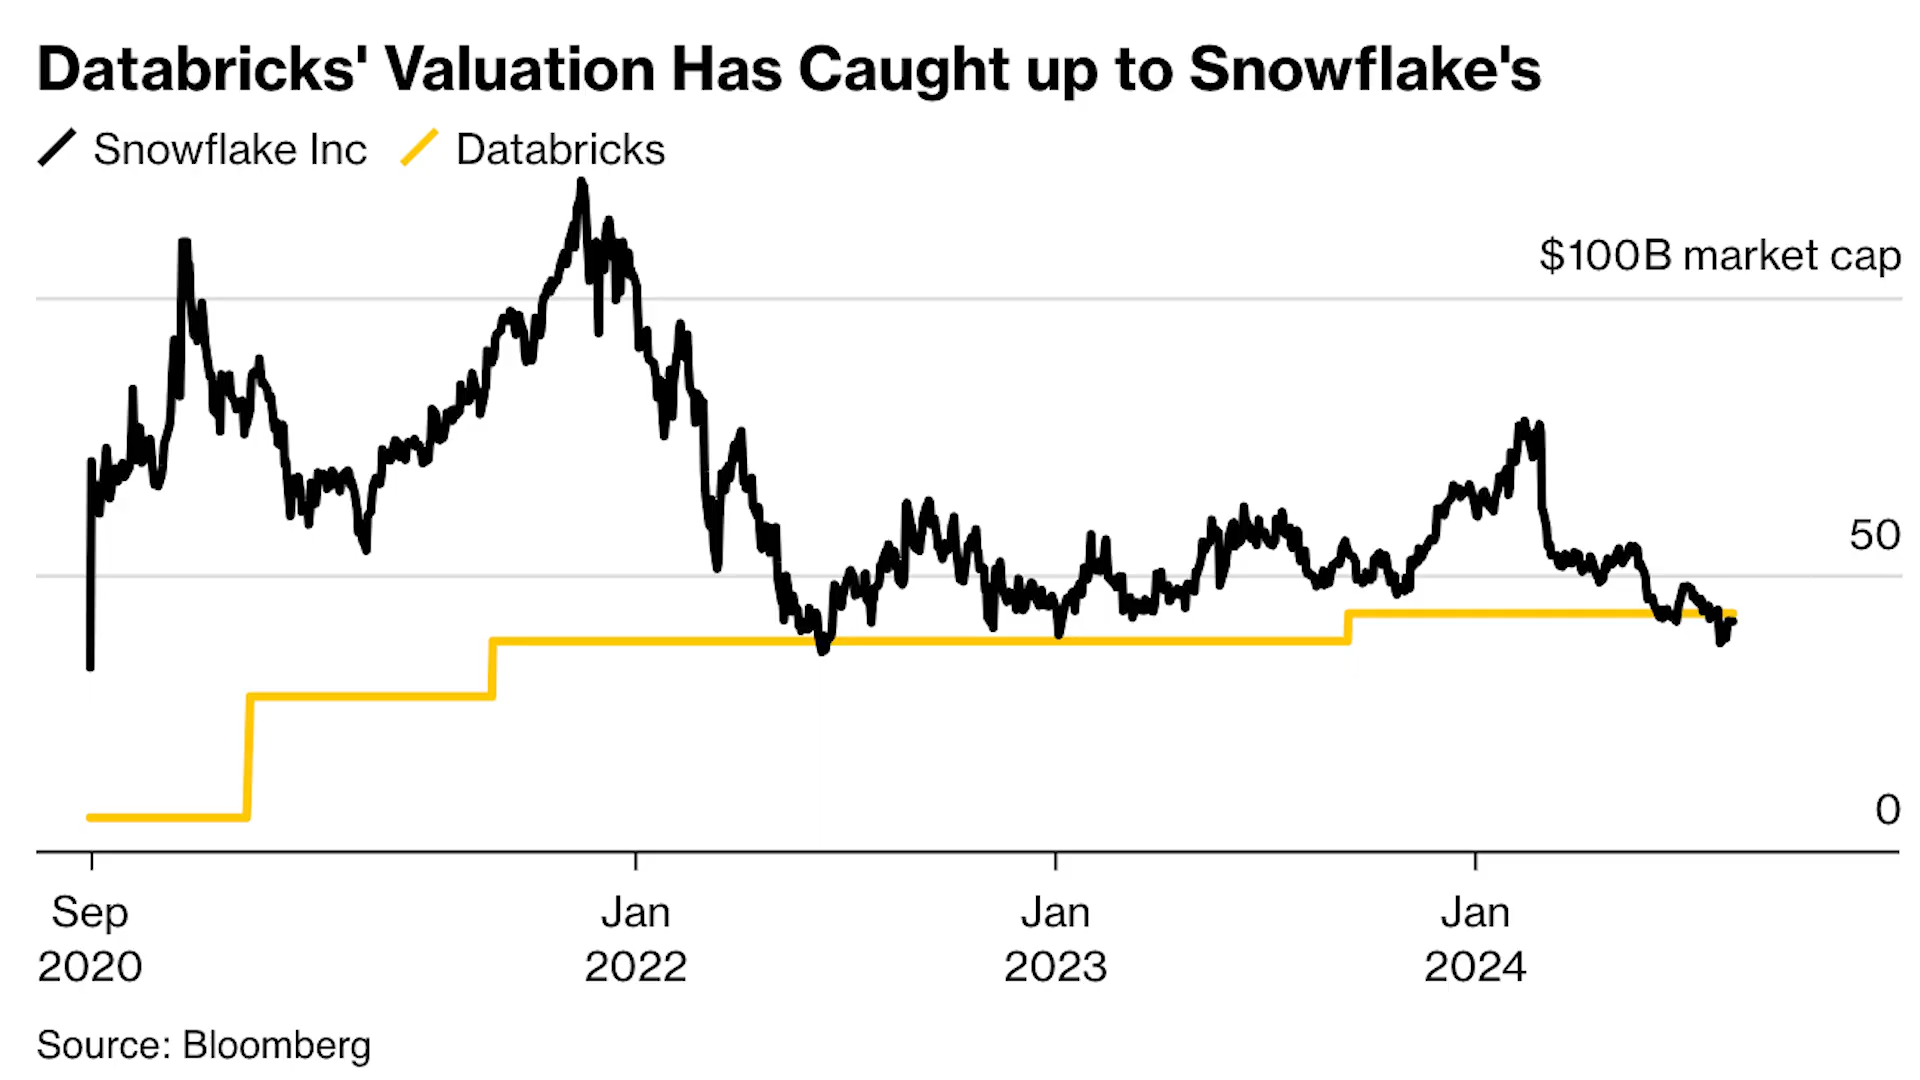 Databricks' Valuation Has Caught up to Snowflake's
Snowflake Inc Databricks
$100B market cap
50
0
Sep Jan Jan Jan
2020 2022 2023 2024
Source: Bloomberg